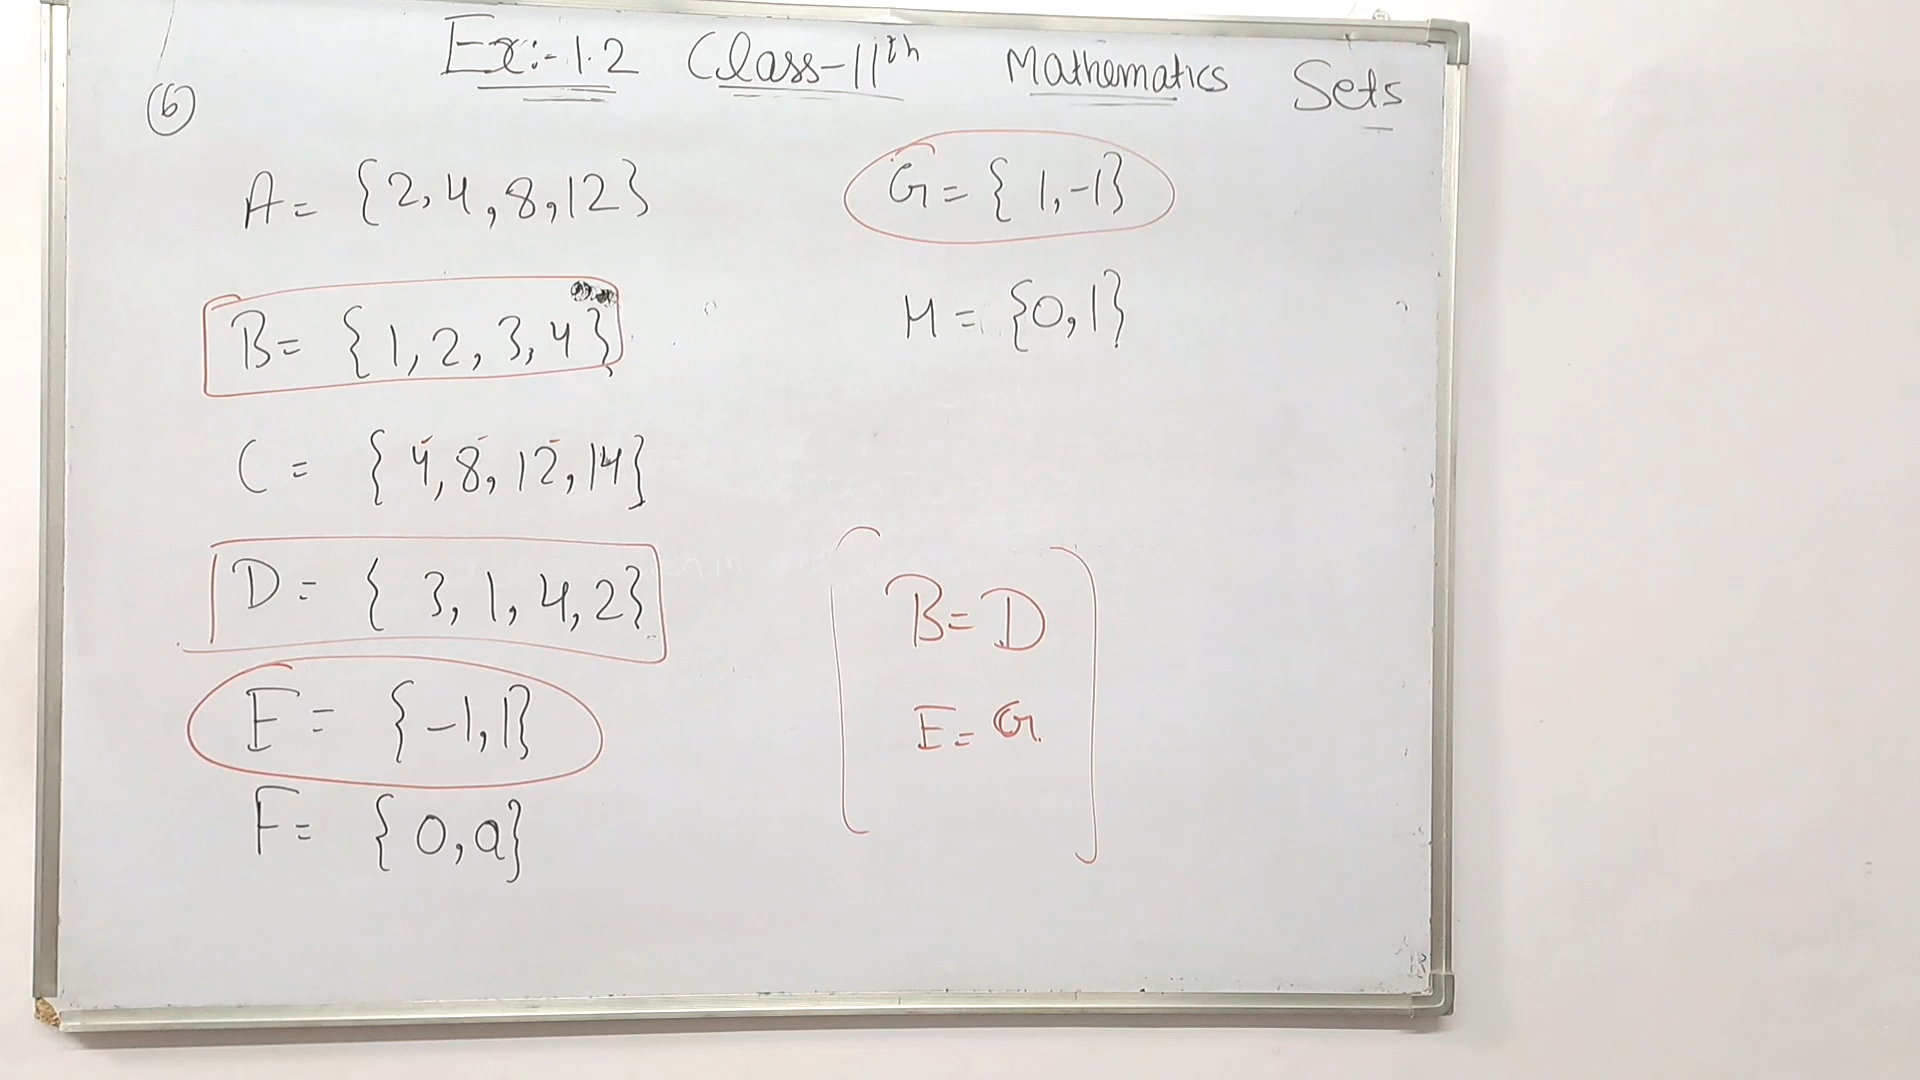 Ex:- 1.2 Class-11th Mathematics Sets
6
A= {2,4,8,12}
B= {1,2,3,4}
C= {4,8,12,14}
D= {3,1,4,2}
E= {-1,1}
F= {0,a}
G= {1,-1}
H= {0,1}
B=D
E=G